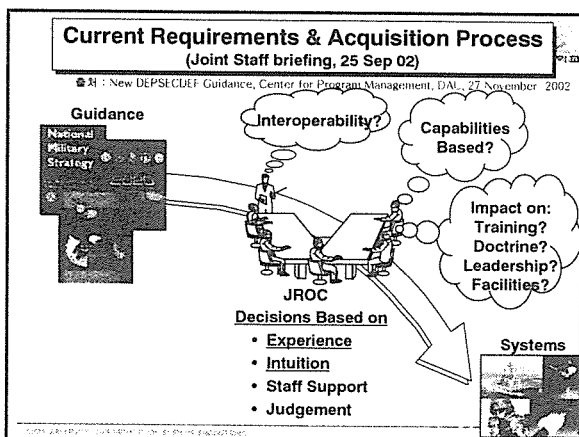 Current Requirements & Acquisition Process
(Joint Staff briefing, 25 Sep 02)
출처 : New DEPSECDEF Guidance, Center for Program Management, DAU, 27 November 2002
Guidance
National
Military
Strategy
Interoperability?
Capabilities
Based?
Impact on:
Training?
Doctrine?
Leadership?
Facilities?
JROC
Decisions Based on
• Experience
• Intuition
• Staff Support
• Judgement
Systems